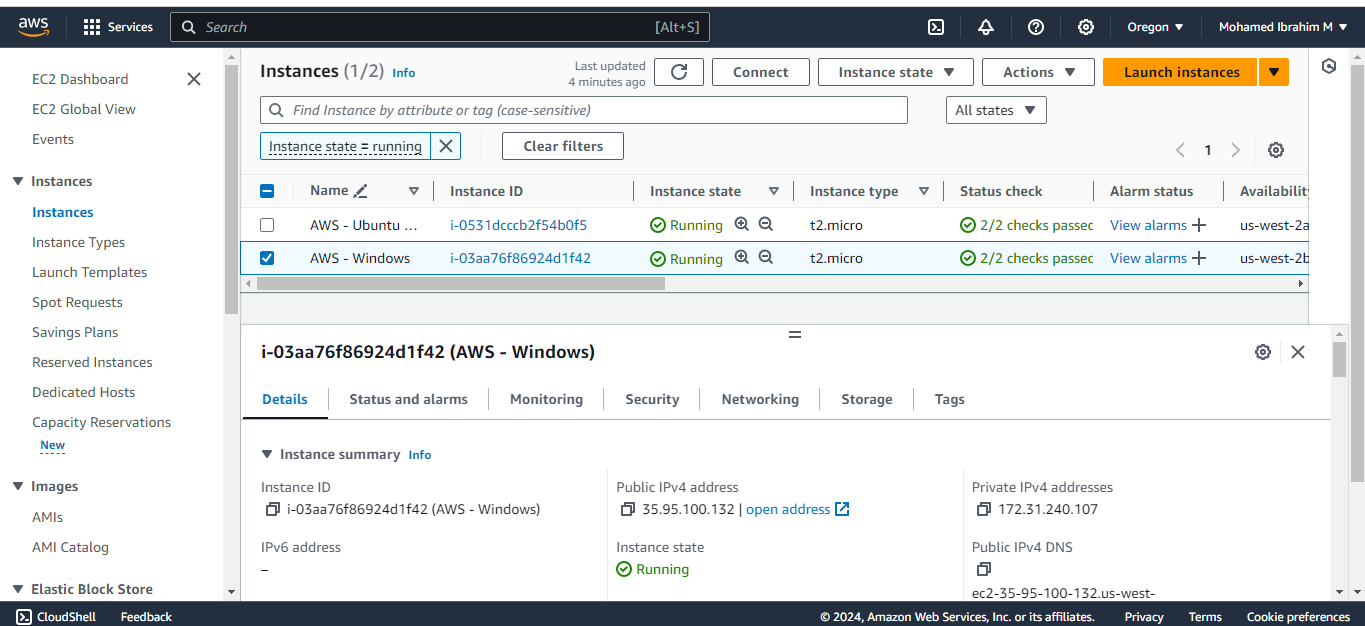 aws Services Search [Alt+S] Oregon Mohamed Ibrahim M
EC2 Dashboard
EC2 Global View
Events
Instances
Instances
Instance Types
Launch Templates
Spot Requests
Savings Plans
Reserved Instances
Dedicated Hosts
Capacity Reservations
New
Images
AMIs
AMI Catalog
Elastic Block Store
Instances (1/2) Info
Last updated
4 minutes ago
Connect Instance state Actions Launch instances
Find Instance by attribute or tag (case-sensitive) All states
Instance state = running Clear filters 1
Name Instance ID Instance state Instance type Status check Alarm status Availability
AWS - Ubuntu ... i-0531dcccb2f54b0f5 Running t2.micro 2/2 checks passec View alarms us-west-2a
AWS - Windows i-03aa76f86924d1f42 Running t2.micro 2/2 checks passec View alarms us-west-2b
i-03aa76f86924d1f42 (AWS - Windows)
Details Status and alarms Monitoring Security Networking Storage Tags
Instance summary Info
Instance ID Public IPv4 address Private IPv4 addresses
i-03aa76f86924d1f42 (AWS - Windows) 35.95.100.132 | open address 172.31.240.107
IPv6 address Instance state Public IPv4 DNS
– Running
ec2-35-95-100-132.us-west-
CloudShell Feedback © 2024, Amazon Web Services, Inc. or its affiliates. Privacy Terms Cookie preferences